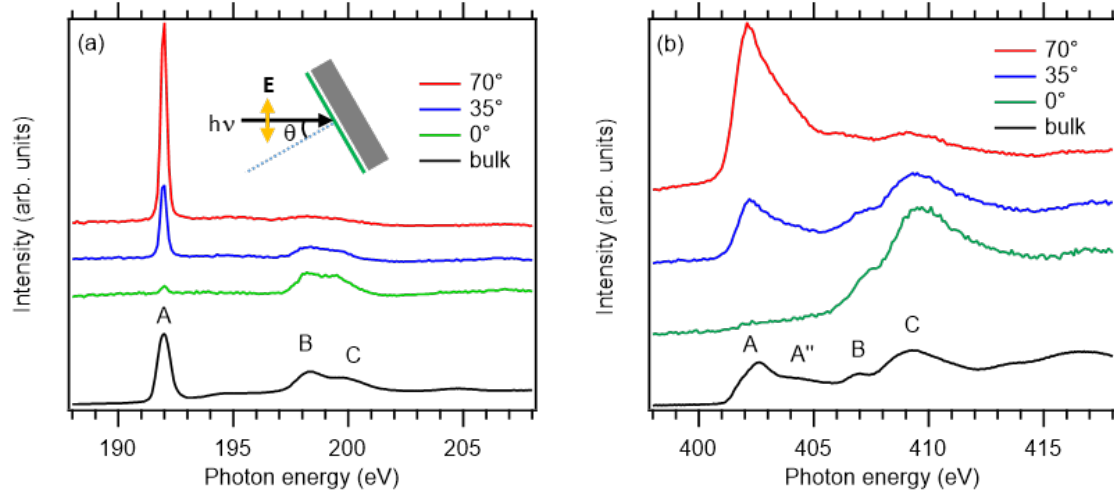 (a)
E
hν
θ
70°
35°
0°
bulk
A
B
C
Intensity (arb. units)
190
195
200
205
Photon energy (eV)
(b)
70°
35°
0°
bulk
A
A"
B
C
Intensity (arb. units)
400
405
410
415
Photon energy (eV)